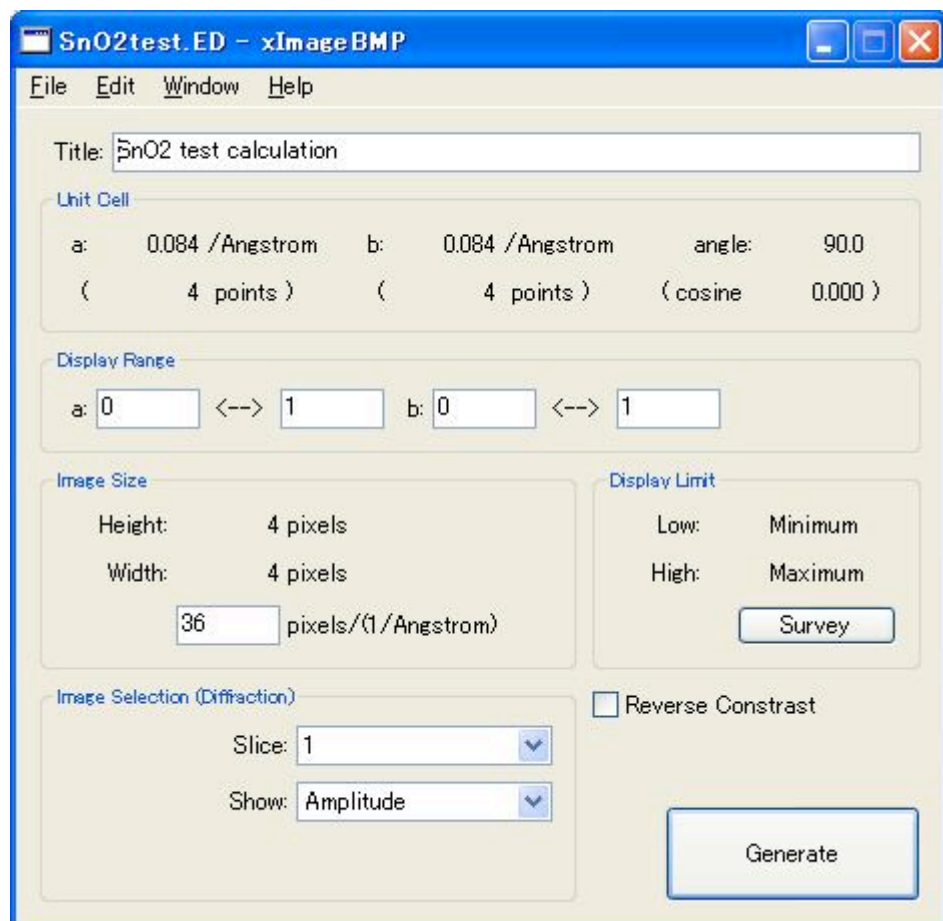 SnO2test.ED - xImageBMP
File Edit Window Help
Title: SnO2 test calculation
Unit Cell
a: 0.084 /Angstrom b: 0.084 /Angstrom angle: 90.0
( 4 points ) ( 4 points ) ( cosine 0.000 )
Display Range
a: 0 <--> 1 b: 0 <--> 1
Image Size
Height: 4 pixels
Width: 4 pixels
36 pixels/(1/Angstrom)
Display Limit
Low: Minimum
High: Maximum
Survey
Image Selection (Diffraction)
Slice: 1
Show: Amplitude
Reverse Constrast
Generate